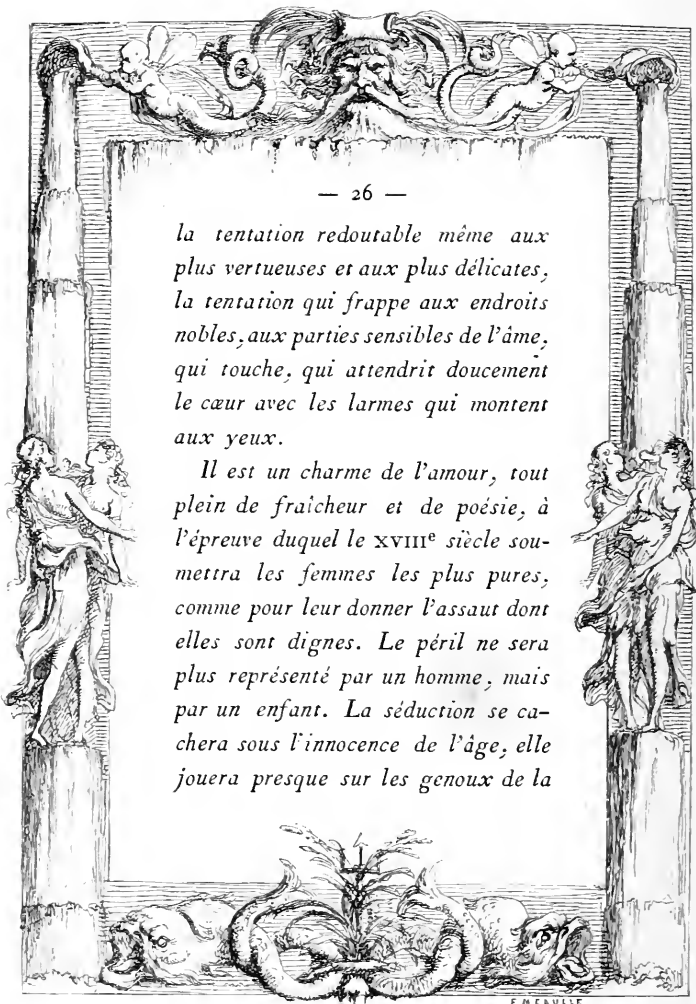 — 26 —
la tentation redoutable même aux
plus vertueuses et aux plus délicates,
la tentation qui frappe aux endroits
nobles, aux parties sensibles de l'âme,
qui touche, qui attendrit doucement
le cœur avec les larmes qui montent
aux yeux.
Il est un charme de l'amour, tout
plein de fraîcheur et de poésie, à
l'épreuve duquel le XVIIIe siècle sou-
mettra les femmes les plus pures,
comme pour leur donner l'assaut dont
elles sont dignes. Le péril ne sera
plus représenté par un homme, mais
par un enfant. La séduction se ca-
chera sous l'innocence de l'âge, elle
jouera presque sur les genoux de la